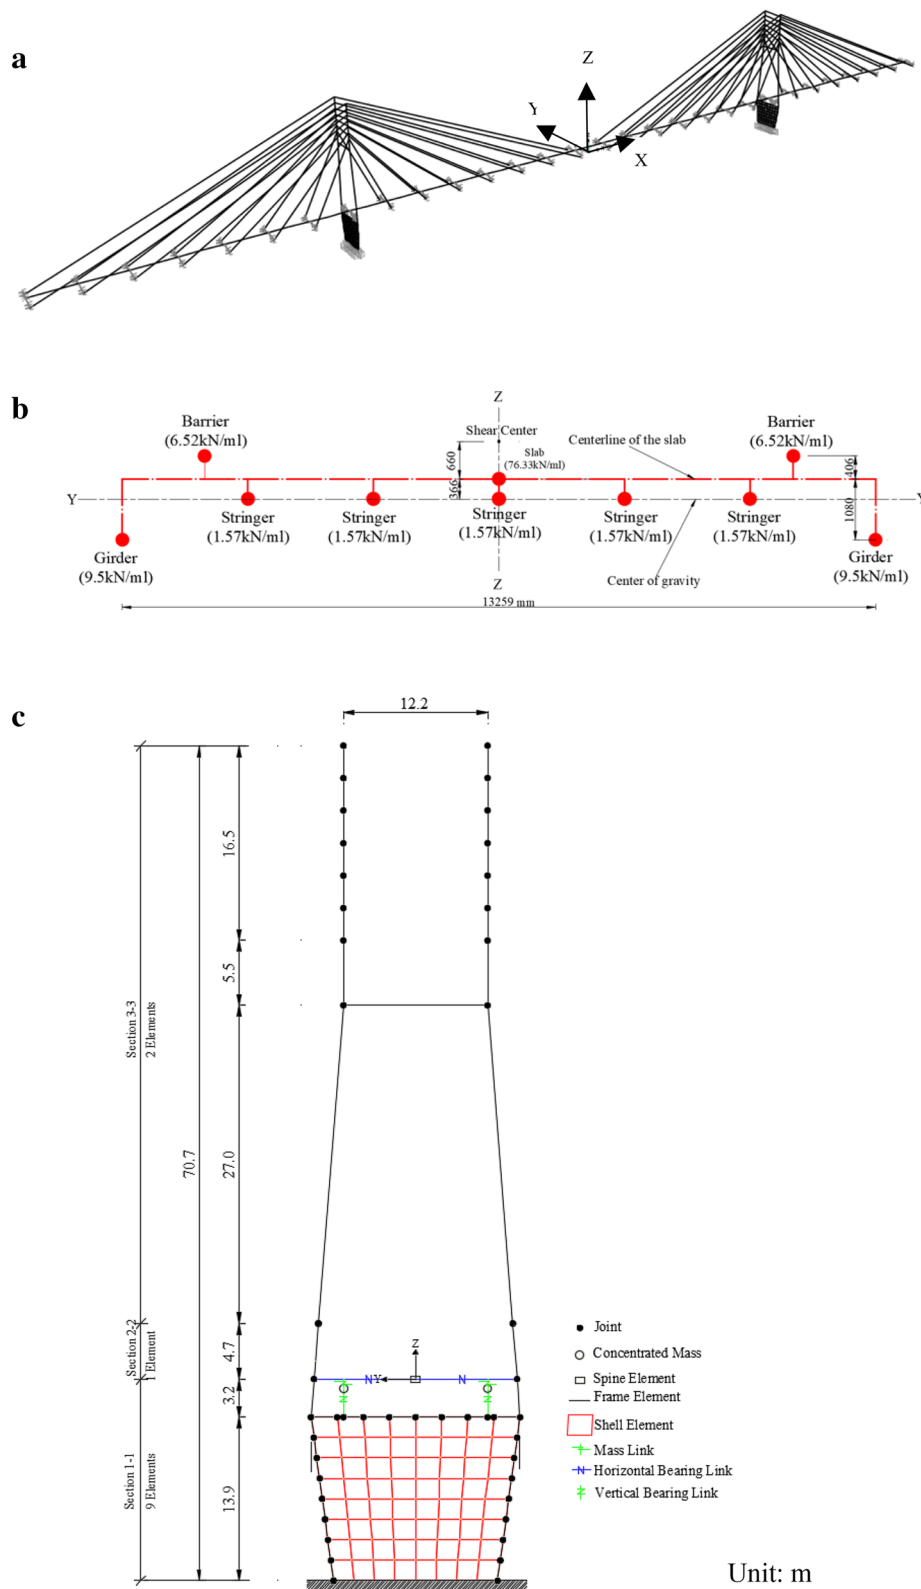 a
Z
Y
X
b
Z
Barrier
(6.52kN/ml)
Shear Center
Slab
(76.33kN/ml)
Centerline of the slab
Barrier
(6.52kN/ml)
660
366
406
1080
Y
Y
Stringer
(1.57kN/ml)
Stringer
(1.57kN/ml)
Stringer
(1.57kN/ml)
Stringer
(1.57kN/ml)
Stringer
(1.57kN/ml)
Girder
(9.5kN/ml)
Girder
(9.5kN/ml)
Z
Center of gravity
13259 mm
c
12.2
16.5
5.5
Section 3-3
2 Elements
70.7
27.0
Section 2-2
1 Element
4.7
Z
Y
N
N
3.2
Section 1-1
9 Elements
13.9
Joint
Concentrated Mass
Spine Element
Frame Element
Shell Element
Mass Link
Horizontal Bearing Link
Vertical Bearing Link
Unit: m